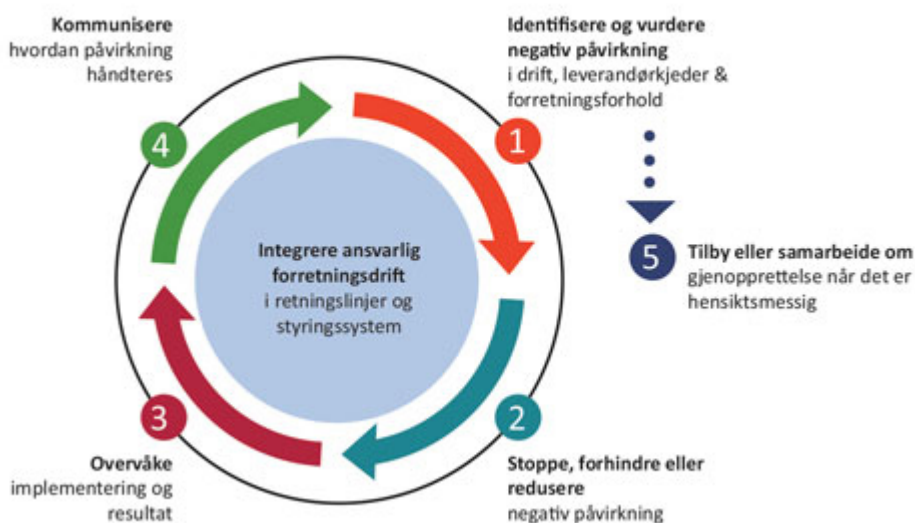 Kommunisere
hvordan påvirkning
håndteres
4
Identifisere og vurdere
negativ påvirkning
i drift, leverandørkjeder &
forretningsforhold
1
Integrere ansvarlig
forretningsdrift
i retningslinjer og
styringssystem
5
Tilby eller samarbeide om
gjenopprettelse når det er
hensiktsmessig
3
Overvåke
implementering og
resultat
2
Stoppe, forhindre eller
redusere
negativ påvirkning